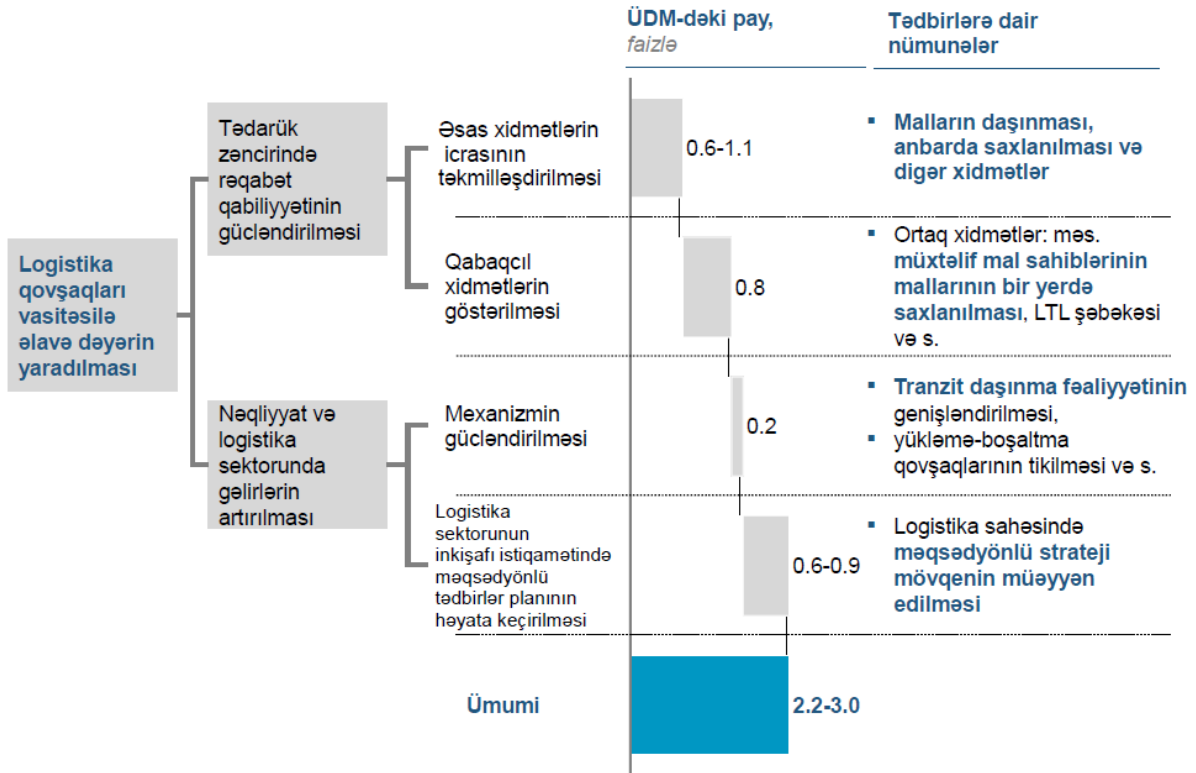 ÜDM-dəki pay,
faizlə
Tədbirlərə dair
nümunələr
Logistika
qovşaqları
vasitəsilə
əlavə dəyərin
yaradılması
Tədarük
zəncirində
rəqabət
qabiliyyətinin
gücləndirilməsi
Əsas xidmətlərin
icrasının
təkmilləşdirilməsi
0.6-1.1
▪ Malların daşınması,
anbarda saxlanılması və
digər xidmətlər
Qabaqcıl
xidmətlərin
göstərilməsi
0.8
▪ Ortaq xidmətlər: məs.
müxtəlif mal sahiblərinin
mallarının bir yerdə
saxlanılması, LTL şəbəkəsi
və s.
Nəqliyyat və
logistika
sektorunda
gəlirlərin
artırılması
Mexanizmin
gücləndirilməsi
0.2
▪ Tranzit daşınma fəaliyyətinin
genişləndirilməsi,
▪ yükləmə-boşaltma
qovşaqlarının tikilməsi və s.
Logistika
sektorunun
inkişafı istiqamətində
məqsədyönlü
tədbirlər planının
həyata keçirilməsi
0.6-0.9
▪ Logistika sahəsində
məqsədyönlü strateji
mövqenin müəyyən
edilməsi
Ümumi
2.2-3.0